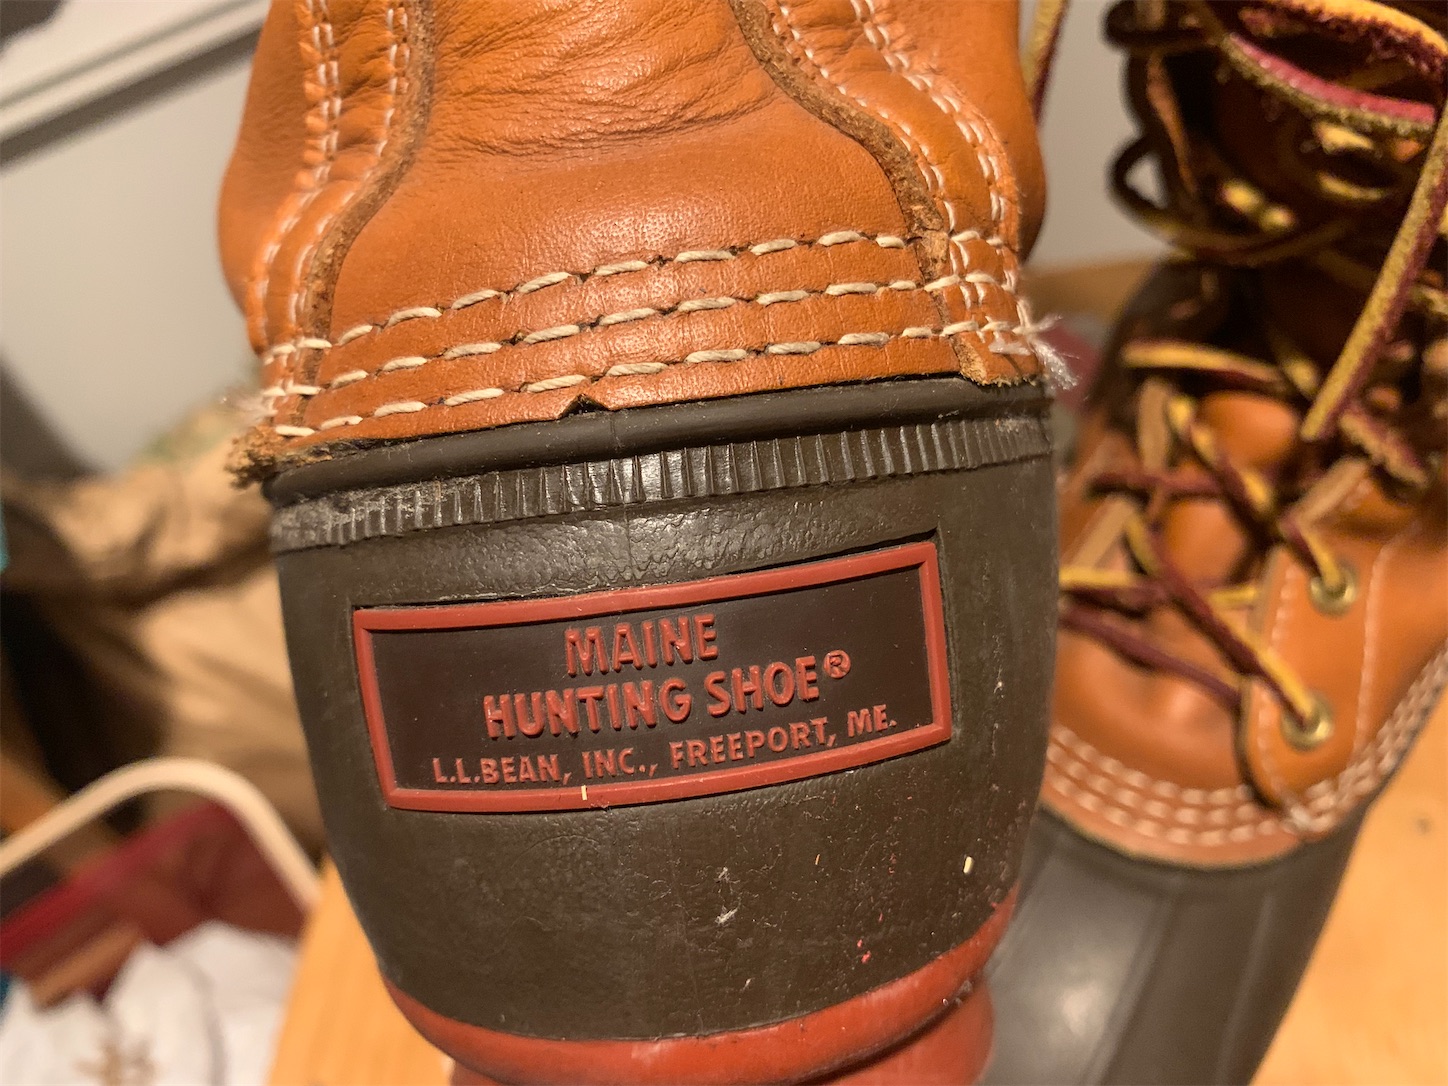 MAINE
HUNTING SHOE®
L.L.BEAN, INC., FREEPORT, ME.